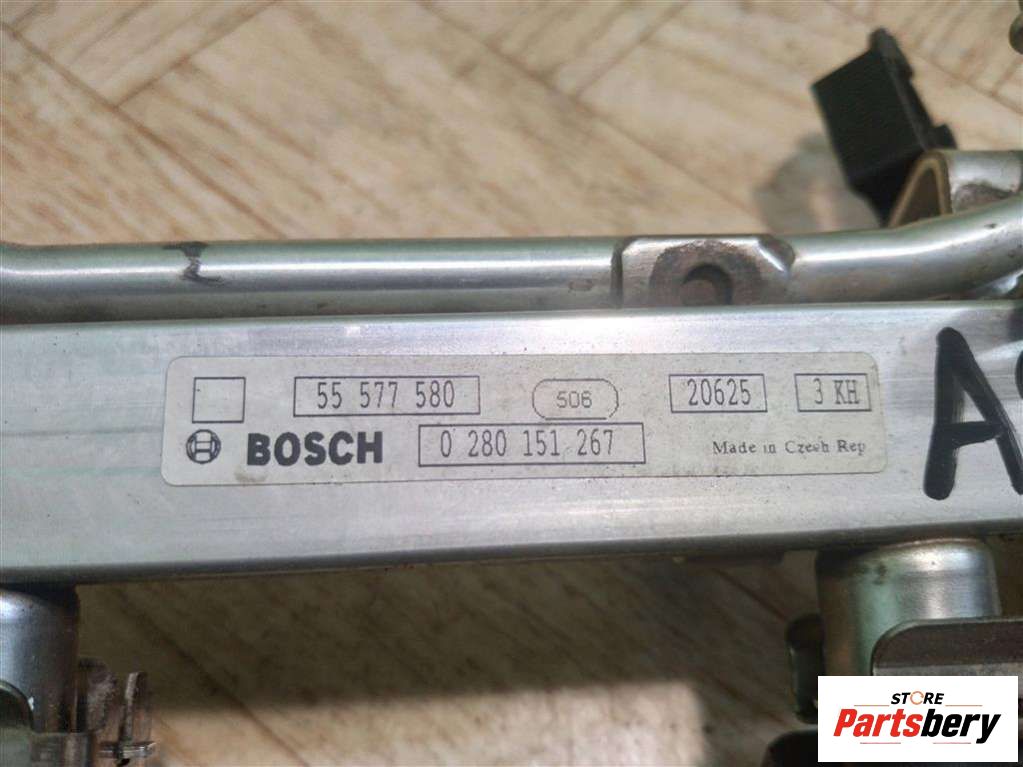 55 577 580 506 20625 3 KH
BOSCH 0 280 151 267 Made in Czech Rep
A
STORE
Partsbery